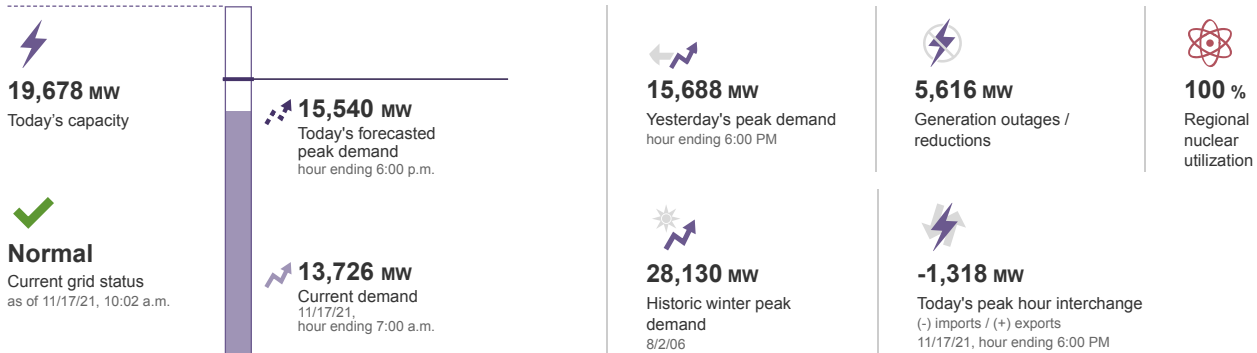 19,678 MW
Today's capacity
Normal
Current grid status
as of 11/17/21, 10:02 a.m.
15,540 MW
Today's forecasted
peak demand
hour ending 6:00 p.m.
13,726 MW
Current demand
11/17/21,
hour ending 7:00 a.m.
15,688 MW
Yesterday's peak demand
hour ending 6:00 PM
5,616 MW
Generation outages /
reductions
100 %
Regional
nuclear
utilization
28,130 MW
Historic winter peak
demand
8/2/06
-1,318 MW
Today's peak hour interchange
(-) imports / (+) exports
11/17/21, hour ending 6:00 PM